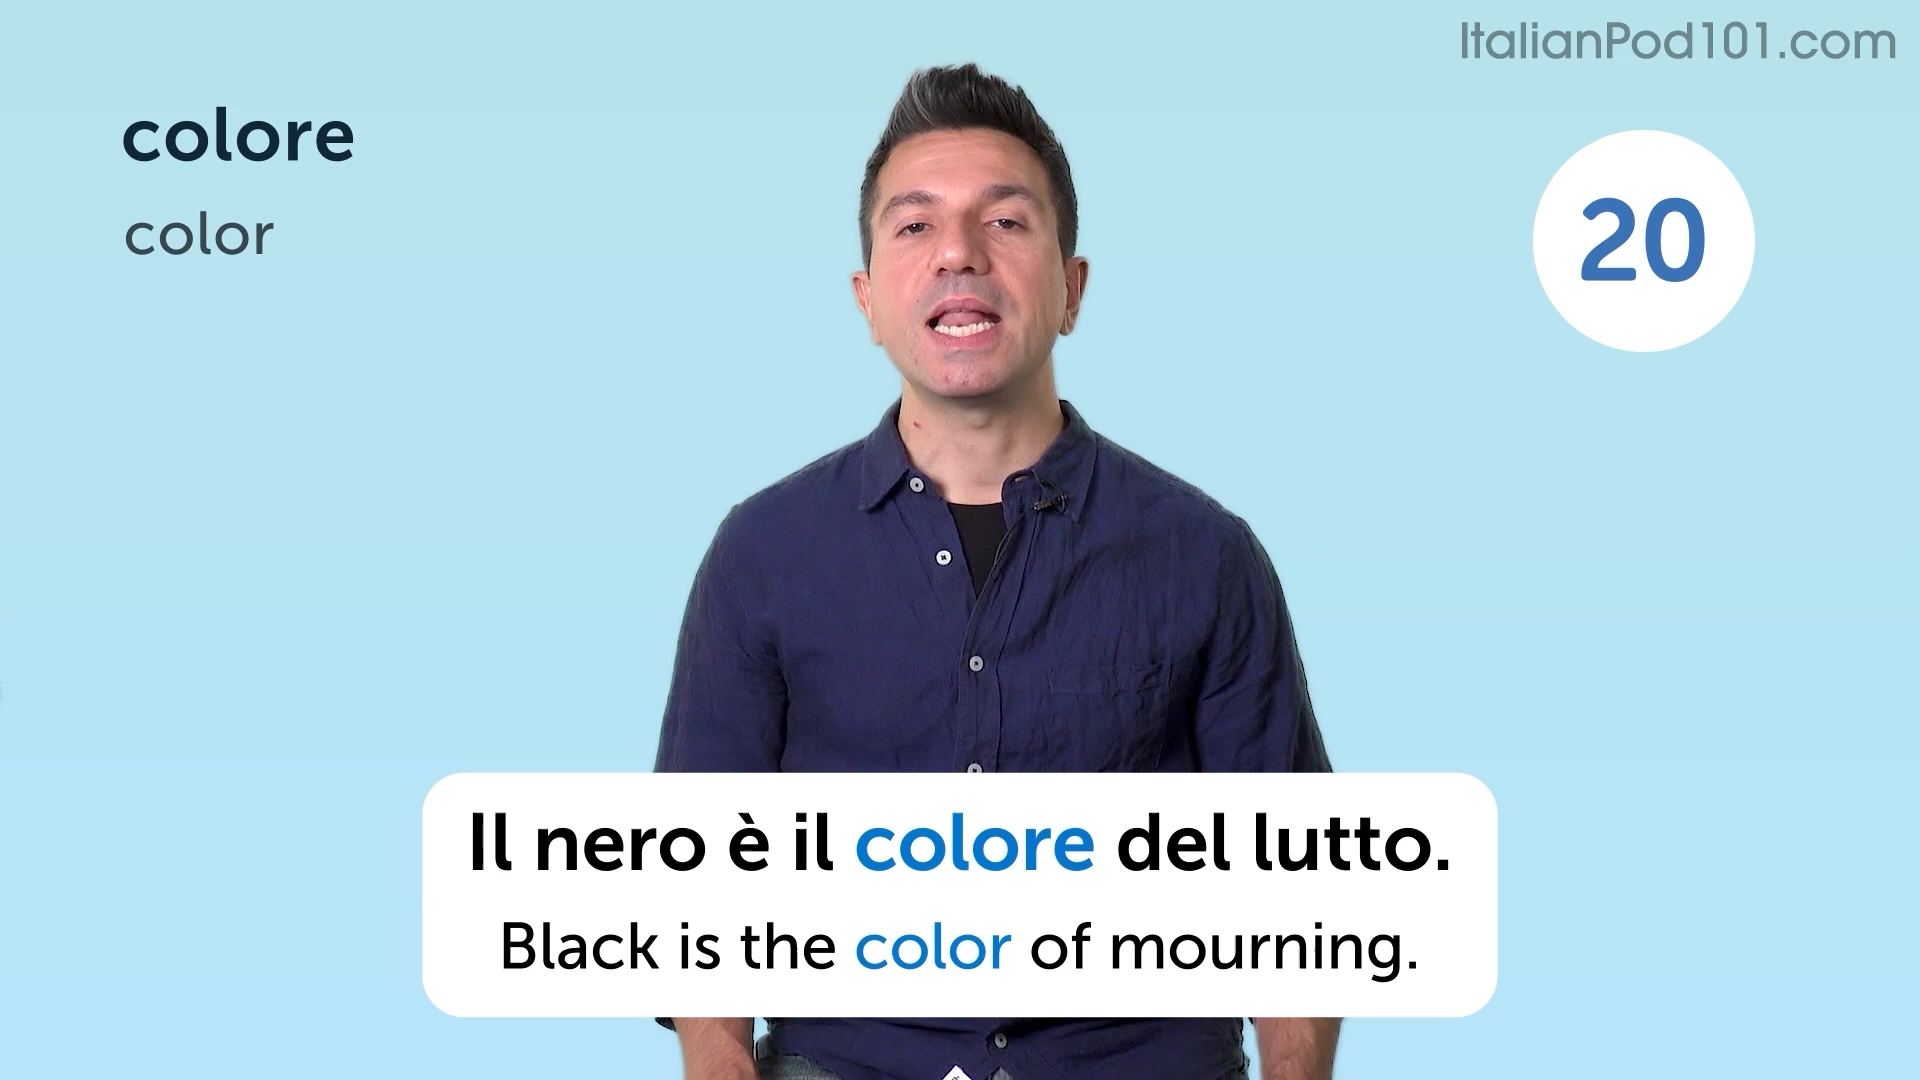 ItalianPod101.com
colore
color
20
Il nero è il colore del lutto.
Black is the color of mourning.